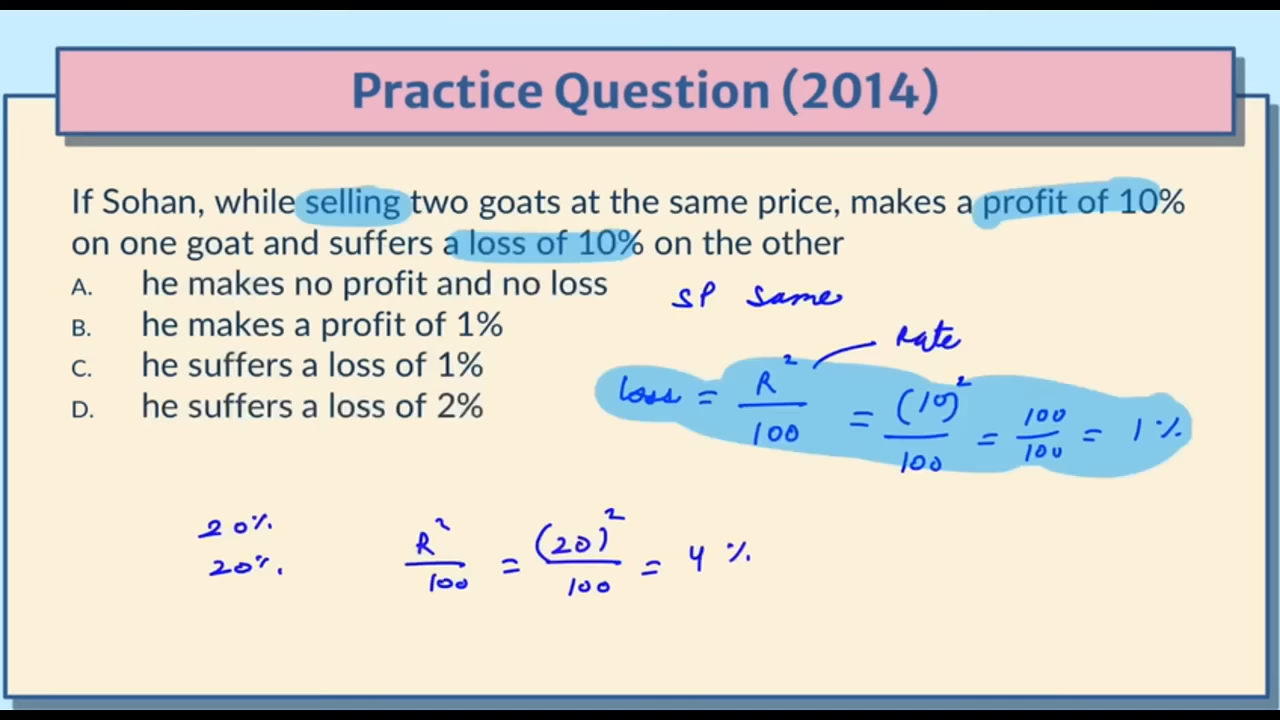 Practice Question (2014)
If Sohan, while selling two goats at the same price, makes a profit of 10%
on one goat and suffers a loss of 10% on the other
A. he makes no profit and no loss
B. he makes a profit of 1%
C. he suffers a loss of 1%
D. he suffers a loss of 2%
SP same
Rate
loss = R²/100 = (10)²/100 = 100/100 = 1%
20%
20%.
R²/100 = (20)²/100 = 4%